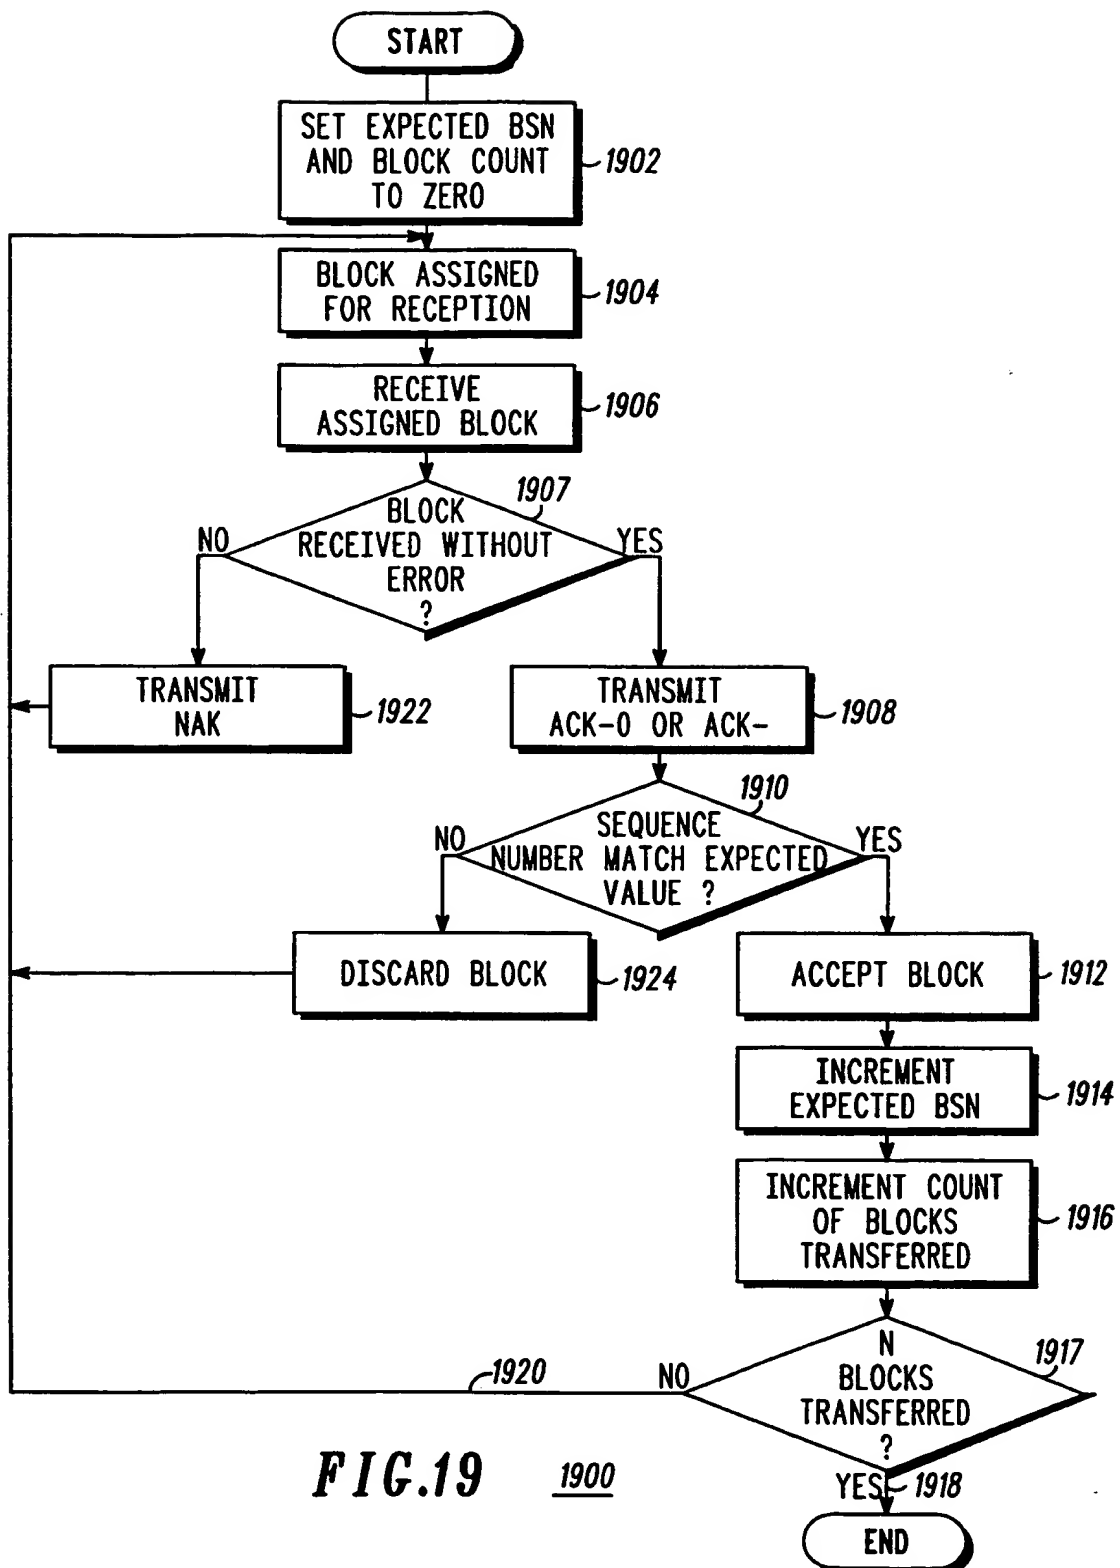 START
SET EXPECTED BSN
AND BLOCK COUNT
TO ZERO
1902
BLOCK ASSIGNED
FOR RECEPTION
1904
RECEIVE
ASSIGNED BLOCK
1906
1907
BLOCK
RECEIVED WITHOUT
ERROR
?
NO
YES
TRANSMIT
NAK
1922
TRANSMIT
ACK-0 OR ACK-
1908
1910
SEQUENCE
NUMBER MATCH EXPECTED
VALUE ?
NO
YES
DISCARD BLOCK
1924
ACCEPT BLOCK
1912
INCREMENT
EXPECTED BSN
1914
INCREMENT COUNT
OF BLOCKS
TRANSFERRED
1916
N
BLOCKS
TRANSFERRED
?
1917
NO
1920
YES
1918
END
FIG.19
1900